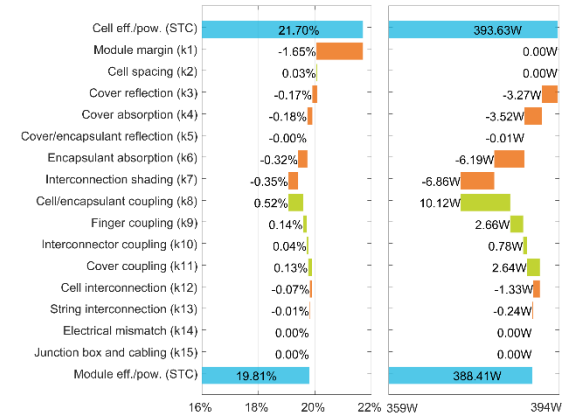 Cell eff./pow. (STC) 21.70% 393.63W
Module margin (k1) -1.65% 0.00W
Cell spacing (k2) 0.03% 0.00W
Cover reflection (k3) -0.17% -3.27W
Cover absorption (k4) -0.18% -3.52W
Cover/encapsulant reflection (k5) -0.00% -0.01W
Encapsulant absorption (k6) -0.32% -6.19W
Interconnection shading (k7) -0.35% -6.86W
Cell/encapsulant coupling (k8) 0.52% 10.12W
Finger coupling (k9) 0.14% 2.66W
Interconnector coupling (k10) 0.04% 0.78W
Cover coupling (k11) 0.13% 2.64W
Cell interconnection (k12) -0.07% -1.33W
String interconnection (k13) -0.01% -0.24W
Electrical mismatch (k14) 0.00% 0.00W
Junction box and cabling (k15) 0.00% 0.00W
Module eff./pow. (STC) 19.81% 388.41W
16% 18% 20% 22% 359W 394W